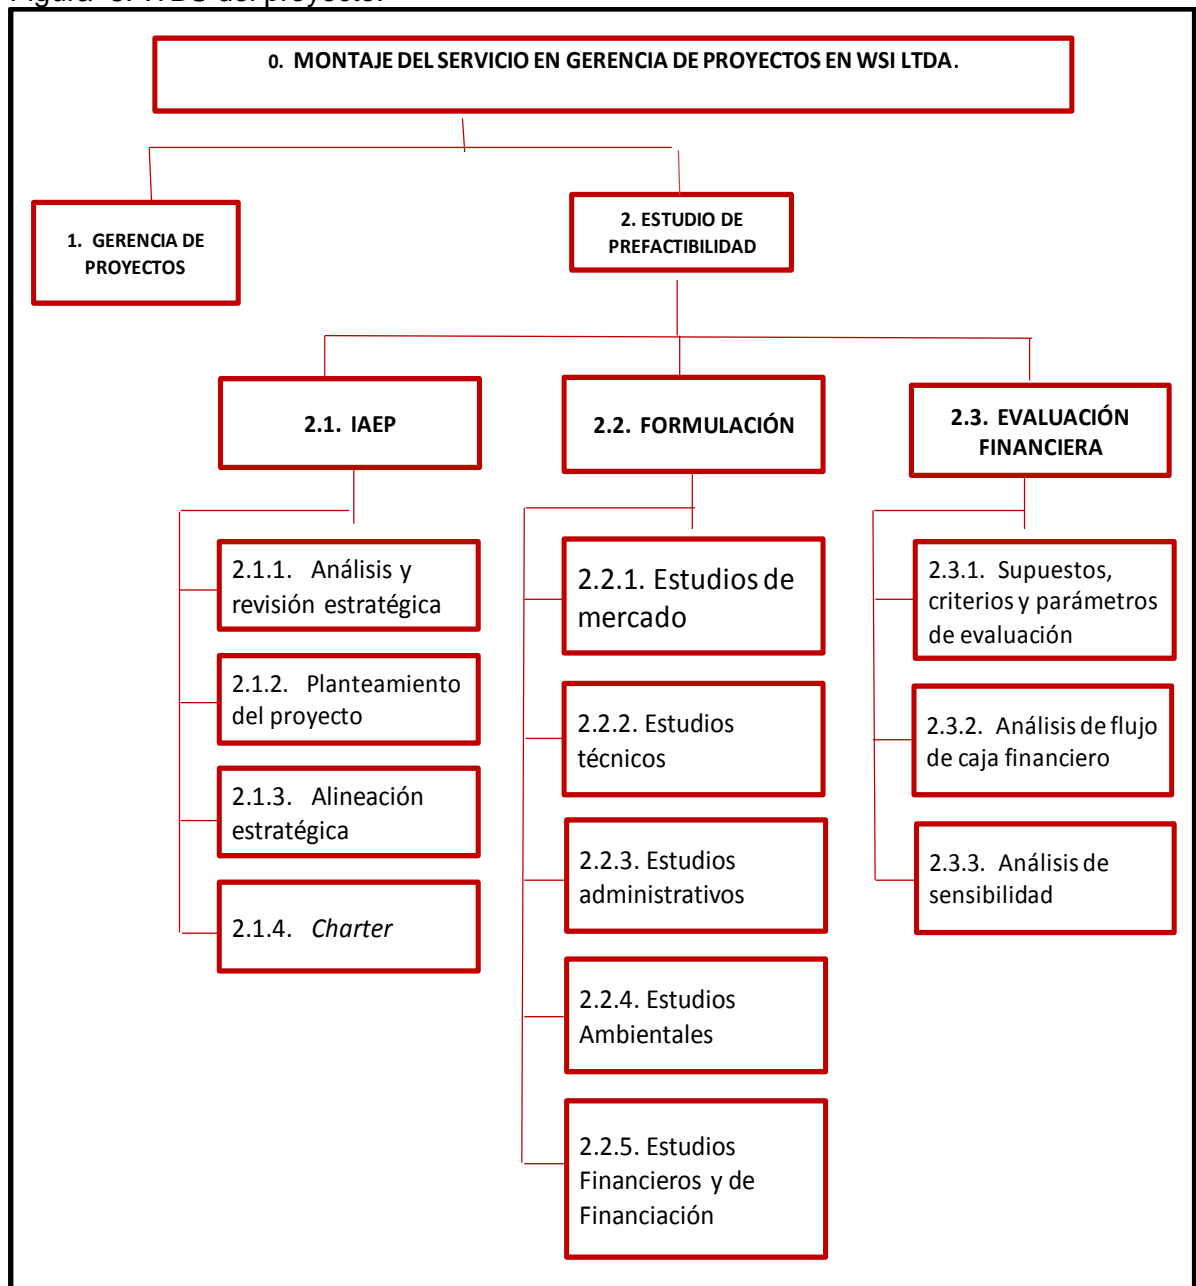 0. MONTAJE DEL SERVICIO EN GERENCIA DE PROYECTOS EN WSI LTDA.
1. GERENCIA DE
PROYECTOS
2. ESTUDIO DE
PREFACTIBILIDAD
2.1. IAEP
2.2. FORMULACIÓN
2.3. EVALUACIÓN
FINANCIERA
2.1.1. Análisis y
revisión estratégica
2.1.2. Planteamiento
del proyecto
2.1.3. Alineación
estratégica
2.1.4. Charter
2.2.1. Estudios de
mercado
2.2.2. Estudios
técnicos
2.2.3. Estudios
administrativos
2.2.4. Estudios
Ambientales
2.2.5. Estudios
Financieros y de
Financiación
2.3.1. Supuestos,
criterios y parámetros
de evaluación
2.3.2. Análisis de flujo
de caja financiero
2.3.3. Análisis de
sensibilidad